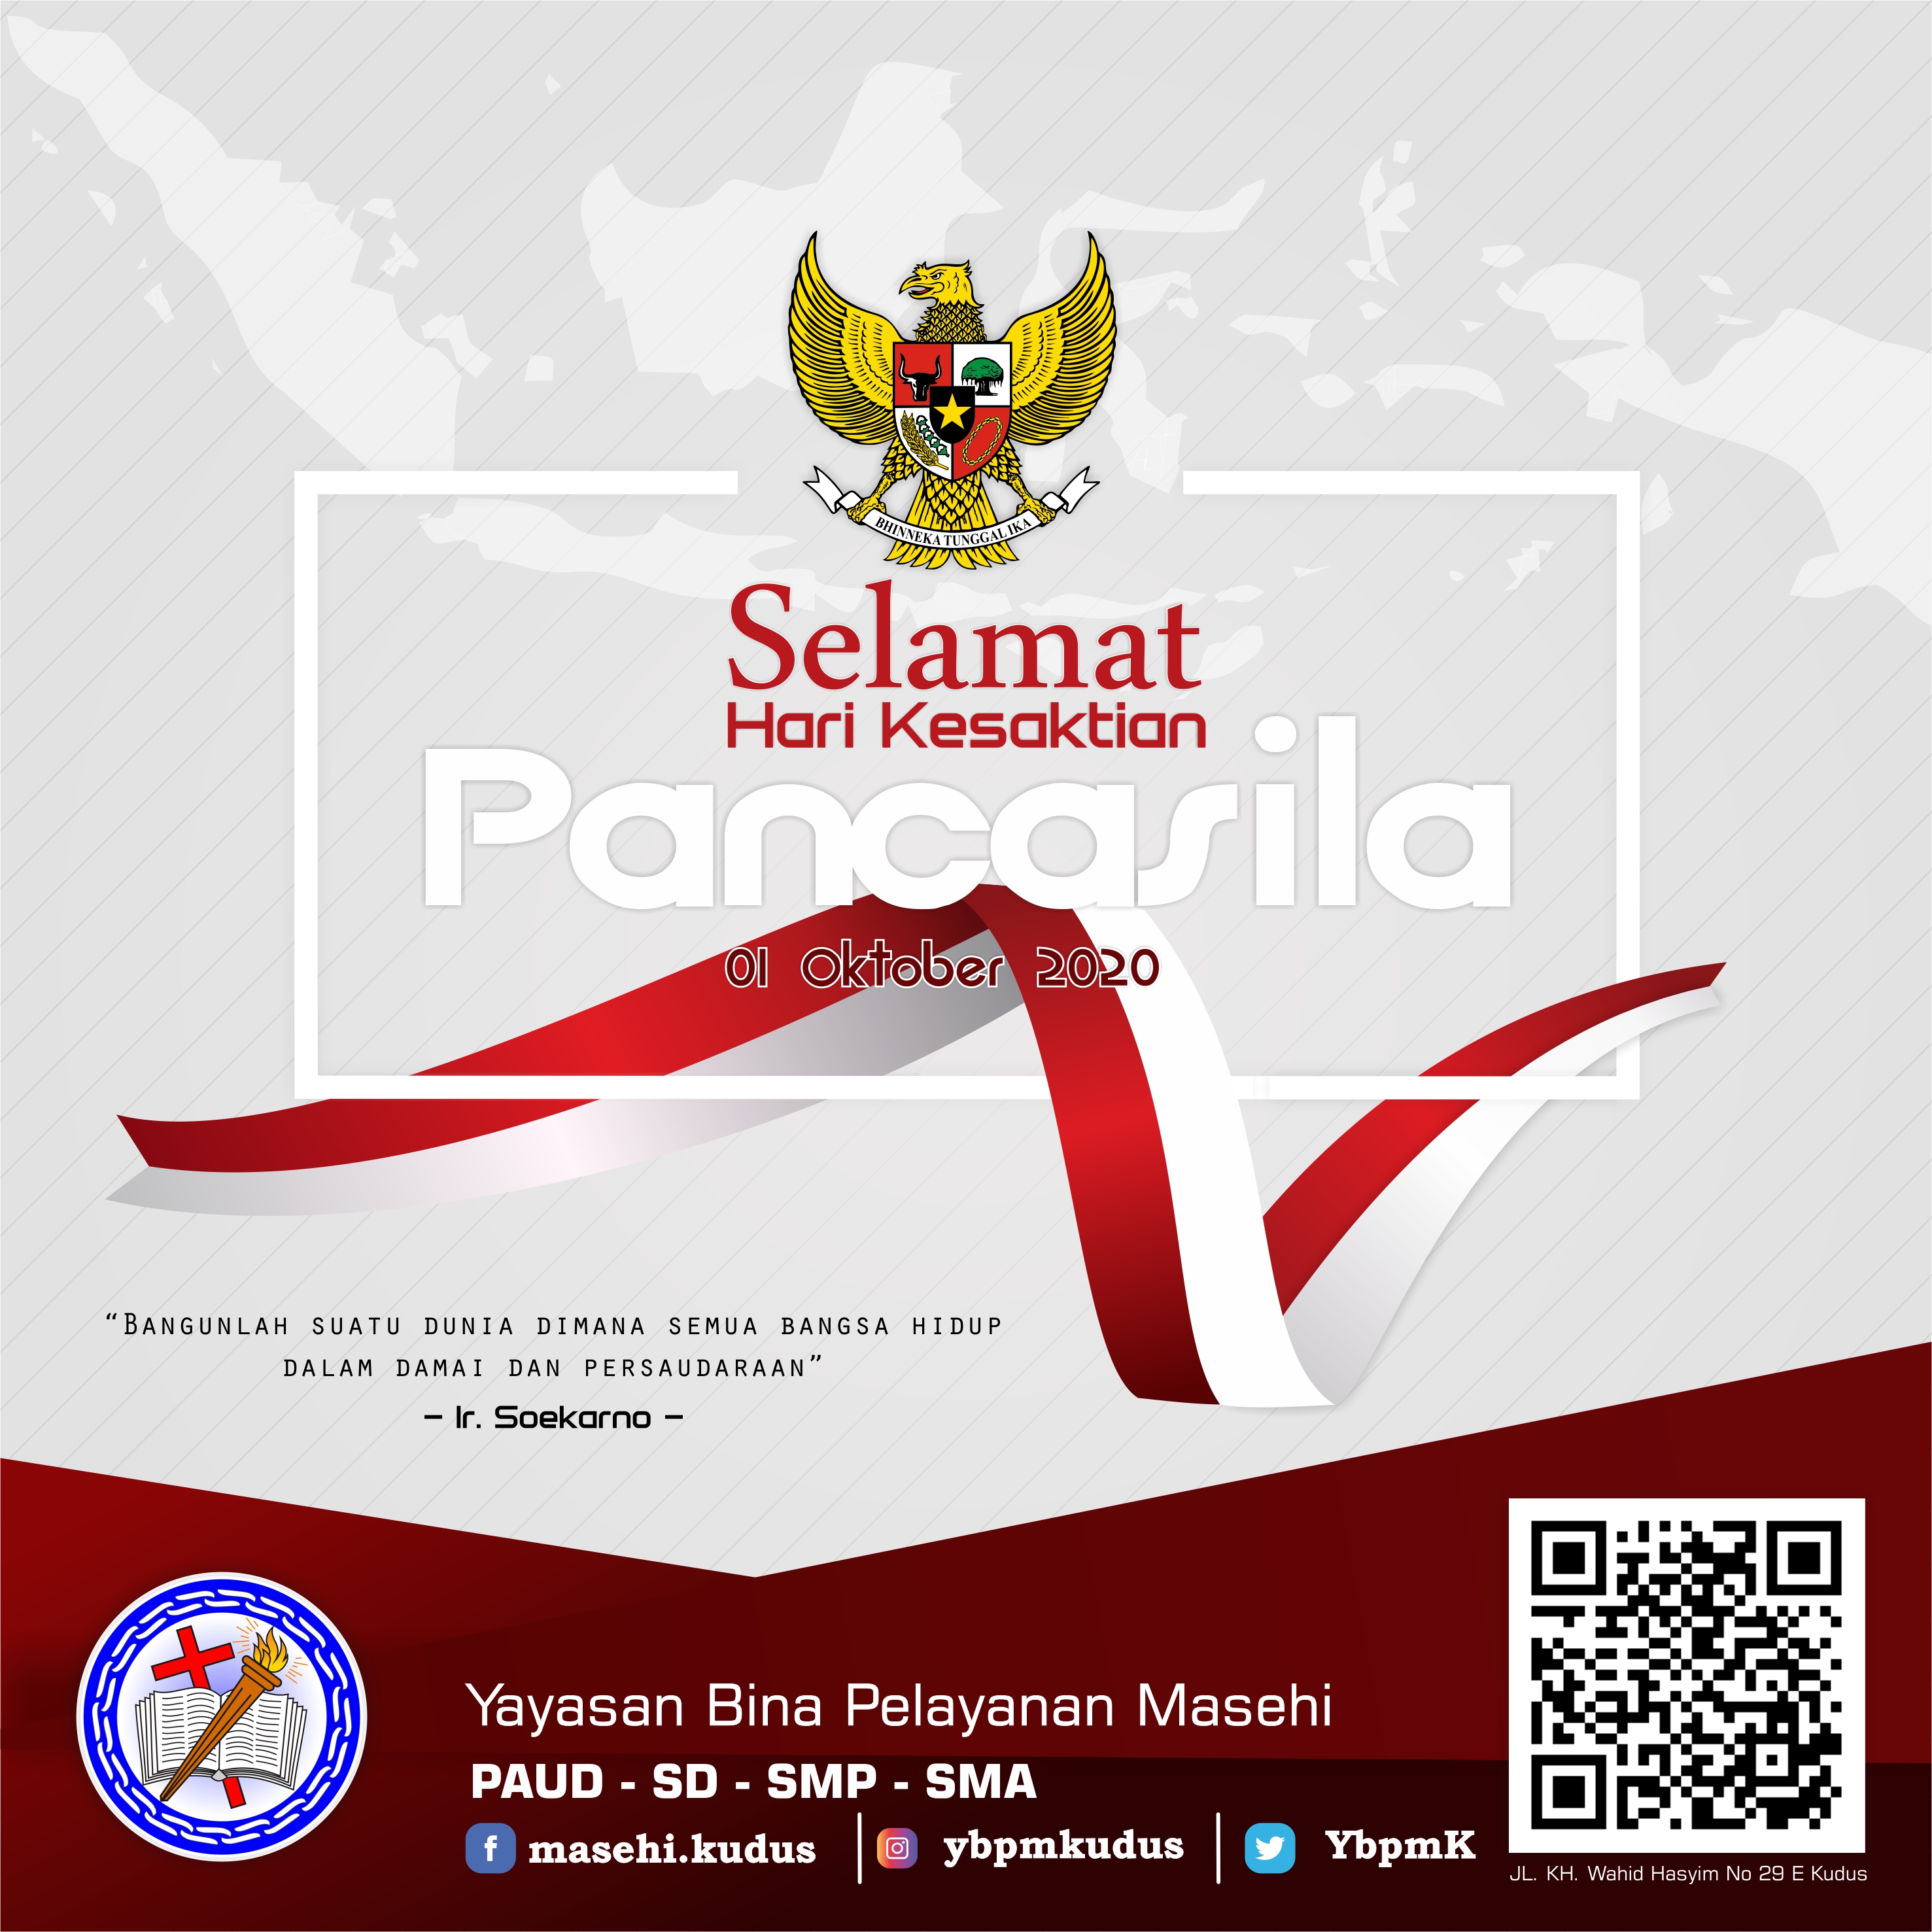 BHINNEKA TUNGGAL IKA
Selamat
Hari Kesaktian
Pancasila
01 Oktober 2020
“BANGUNLAH SUATU DUNIA DIMANA SEMUA BANGSA HIDUP
DALAM DAMAI DAN PERSAUDARAAN”
- Ir. Soekarno -
Yayasan Bina Pelayanan Masehi
PAUD - SD - SMP - SMA
masehi.kudus
ybpmkudus
YbpmK
JL. KH. Wahid Hasyim No 29 E Kudus